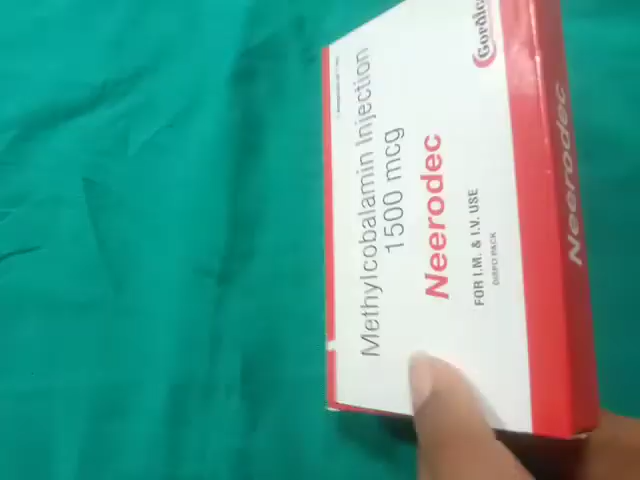 Methylcobalamin Injection
1500 mcg
Neerodec
FOR I.M. & I.V. USE
DISPO PACK
Neerodec